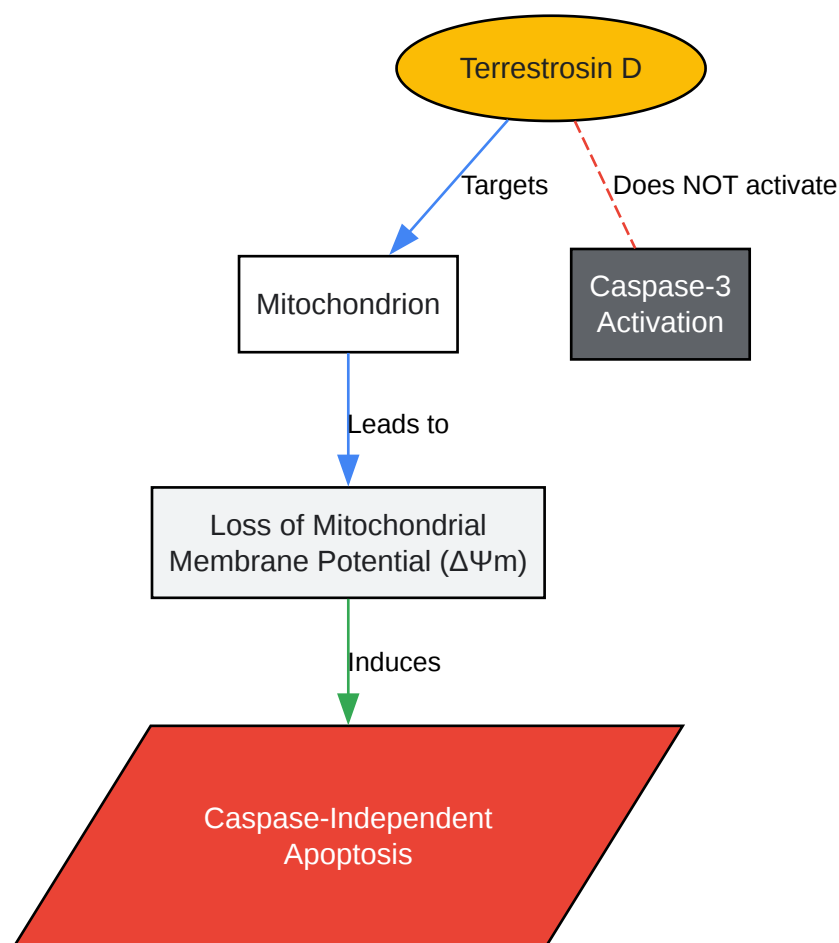 Terrestrosin D
Targets
Does NOT activate
Mitochondrion
Caspase-3
Activation
Leads to
Loss of Mitochondrial
Membrane Potential (ΔΨm)
Induces
Caspase-Independent
Apoptosis